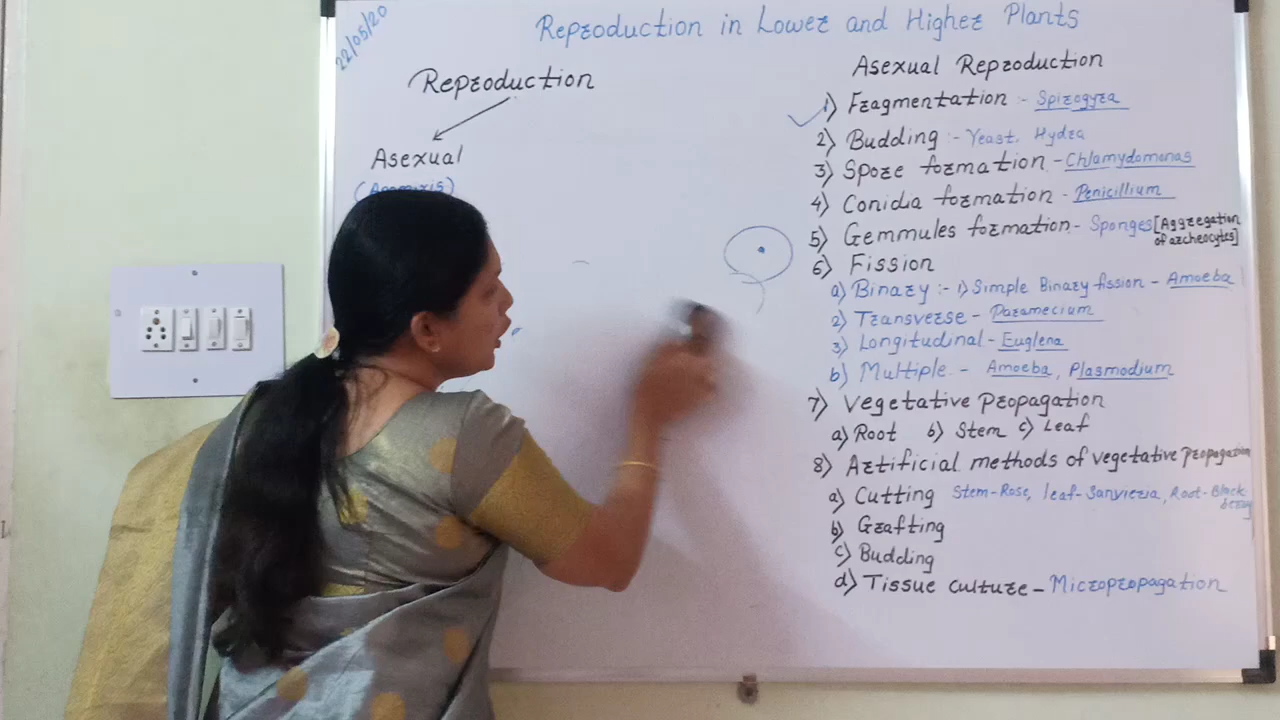 22/05/20
Reproduction in Lower and Higher Plants
Reproduction
Asexual
(Apomixis)
Asexual Reproduction
1) Fragmentation :- Spirogyra
2) Budding :- Yeast, Hydra
3) Spore formation - Chlamydomonas
4) Conidia formation - Penicillium
5) Gemmules formation - Sponges [Aggregation
of archeocytes]
6) Fission
a) Binary :- 1) Simple Binary fission - Amoeba
2) Transverse - Paramecium
3) Longitudinal - Euglena
b) Multiple - Amoeba, Plasmodium
7) Vegetative propagation
a) Root b) Stem c) Leaf
8) Artificial methods of vegetative propagation
a) Cutting Stem-Rose, leaf-Sanvieria, Root-Black
berry
b) Grafting
c) Budding
d) Tissue culture - Micropropagation